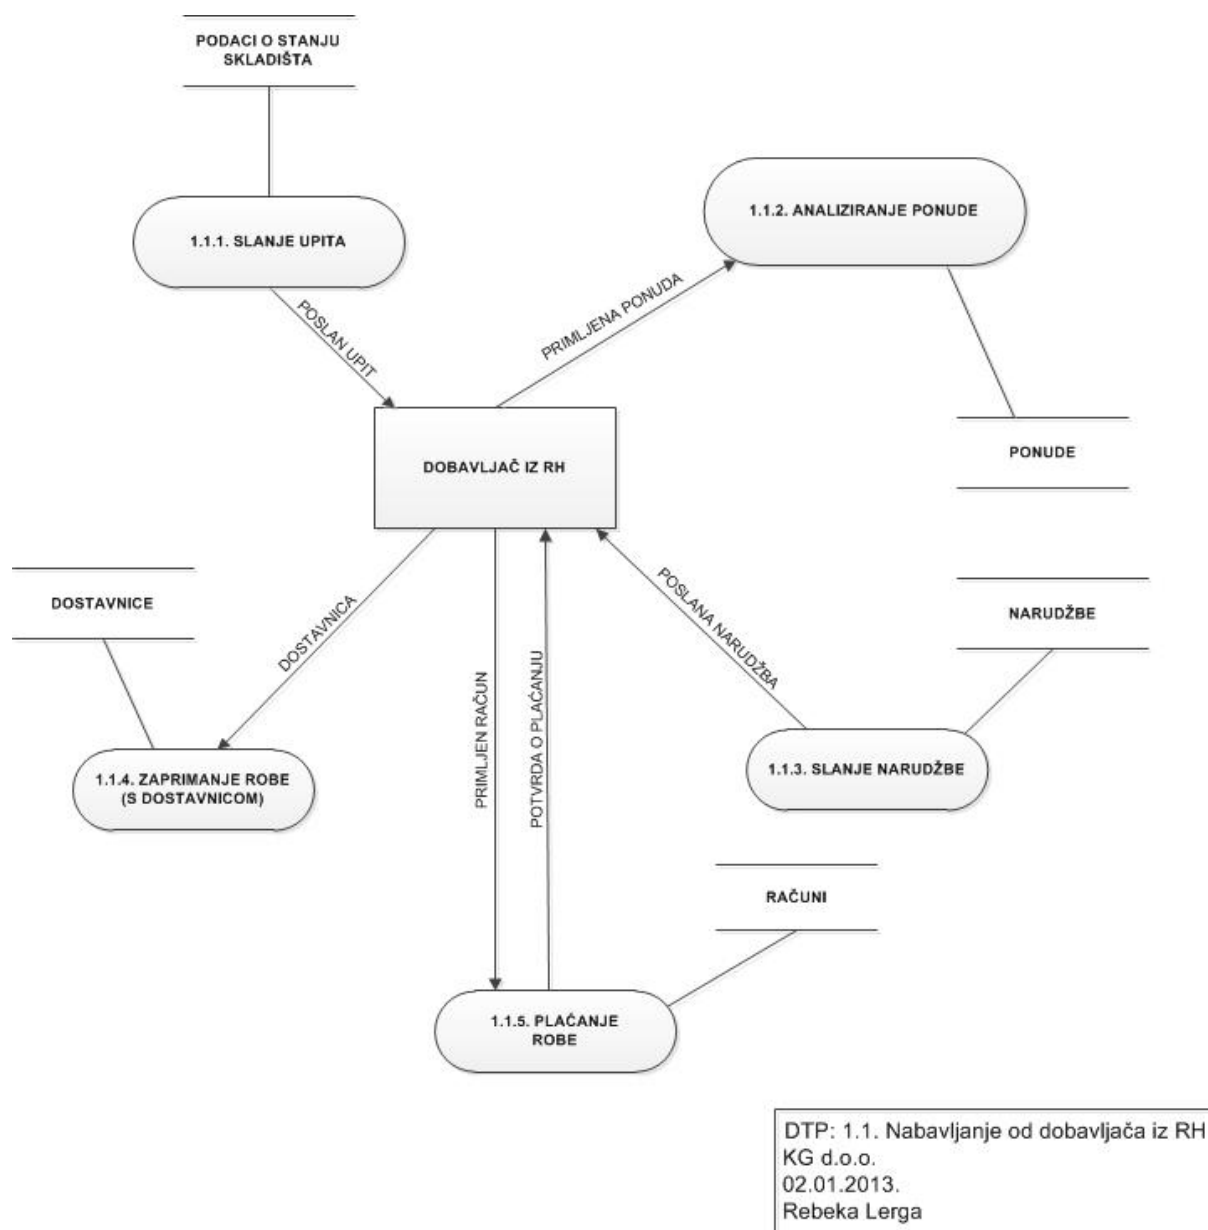 PODACI O STANJU
SKLADIŠTA
1.1.1. SLANJE UPITA
1.1.2. ANALIZIRANJE PONUDE
POSLAN UPIT
PRIMLJENA PONUDA
DOBAVLJAČ IZ RH
PONUDE
DOSTAVNICE
DOSTAVNICA
PRIMLJEN RAČUN
POTVRDA O PLAĆANJU
POSLANA NARUDŽBA
NARUDŽBE
1.1.4. ZAPRIMANJE ROBE
(S DOSTAVNICOM)
1.1.3. SLANJE NARUDŽBE
RAČUNI
1.1.5. PLAĆANJE
ROBE
DTP: 1.1. Nabavljanje od dobavljača iz RH
KG d.o.o.
02.01.2013.
Rebeka Lerga